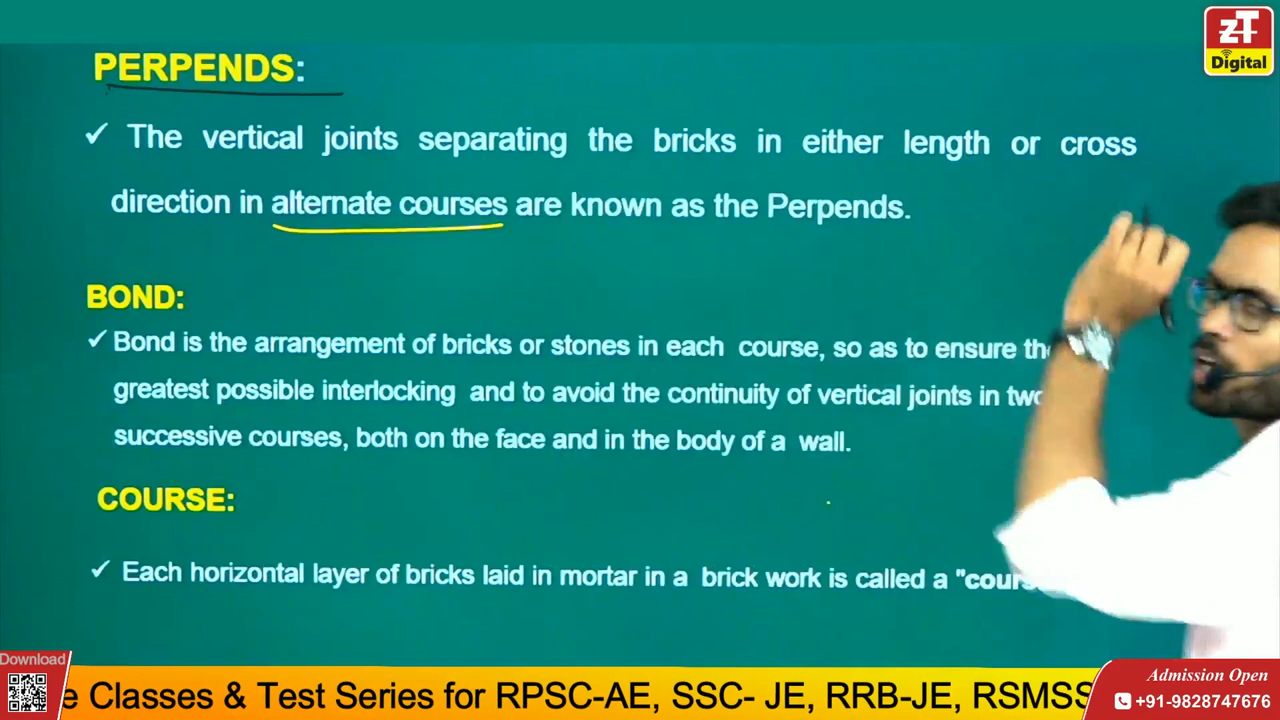 zT
Digital
PERPENDS:
✓ The vertical joints separating the bricks in either length or cross
direction in alternate courses are known as the Perpends.
BOND:
✓ Bond is the arrangement of bricks or stones in each course, so as to ensure
greatest possible interlocking and to avoid the continuity of vertical joints in
successive courses, both on the face and in the body of a wall.
COURSE:
✓ Each horizontal layer of bricks laid in mortar in a brick work is called a
Download
e Classes & Test Series for RPSC-AE, SSC- JE, RRB-JE, RSMSS
Admission Open
+91-9828747676